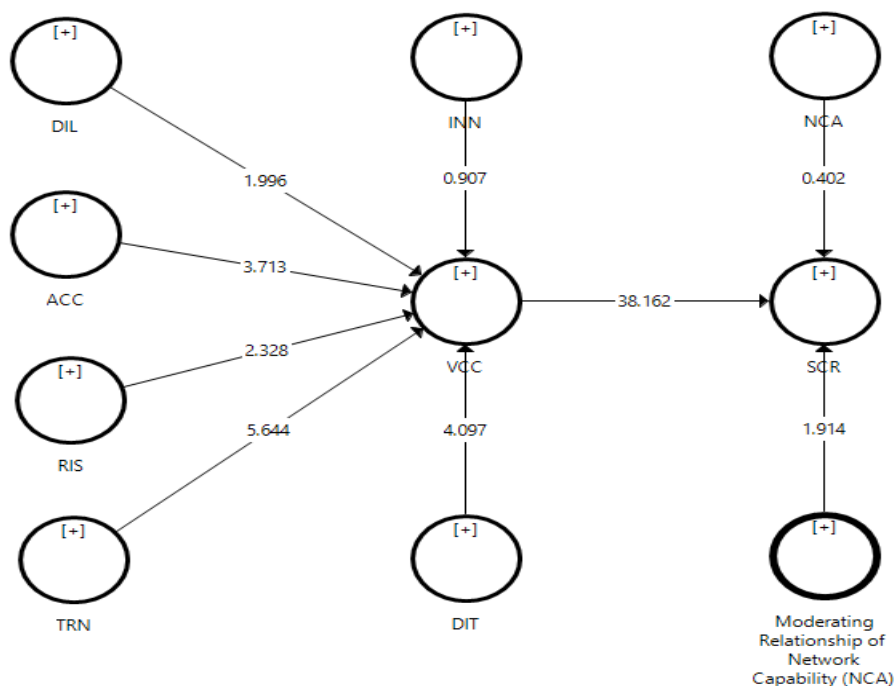 [+]
[+]
[+]
DIL
INN
NCA
1.996
0.907
0.402
[+]
ACC
3.713
[+]
[+]
38.162
VCC
SCR
[+]
2.328
RIS
5.644
4.097
1.914
[+]
[+]
[+]
TRN
DIT
Moderating
Relationship of
Network
Capability (NCA)